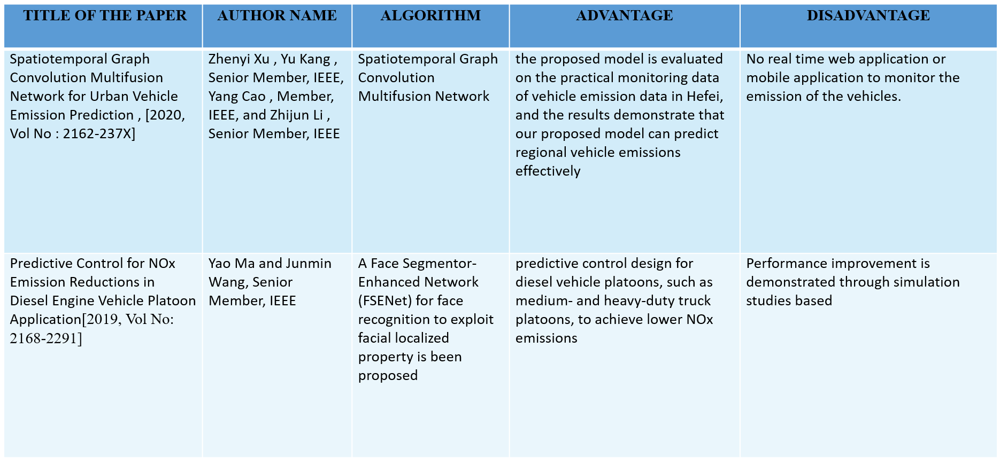 TITLE OF THE PAPER
AUTHOR NAME
ALGORITHM
ADVANTAGE
DISADVANTAGE
Spatiotemporal Graph
Convolution Multifusion
Network for Urban Vehicle
Emission Prediction , [2020,
Vol No : 2162-237X]
Zhenyi Xu , Yu Kang ,
Senior Member, IEEE,
Yang Cao , Member,
IEEE, and Zhijun Li ,
Senior Member, IEEE
Spatiotemporal Graph
Convolution
Multifusion Network
the proposed model is evaluated
on the practical monitoring data
of vehicle emission data in Hefei,
and the results demonstrate that
our proposed model can predict
regional vehicle emissions
effectively
No real time web application or
mobile application to monitor the
emission of the vehicles.
Predictive Control for NOx
Emission Reductions in
Diesel Engine Vehicle Platoon
Application[2019, Vol No:
2168-2291]
Yao Ma and Junmin
Wang, Senior
Member, IEEE
A Face Segmentor-
Enhanced Network
(FSENet) for face
recognition to exploit
facial localized
property is been
proposed
predictive control design for
diesel vehicle platoons, such as
medium- and heavy-duty truck
platoons, to achieve lower NOx
emissions
Performance improvement is
demonstrated through simulation
studies based